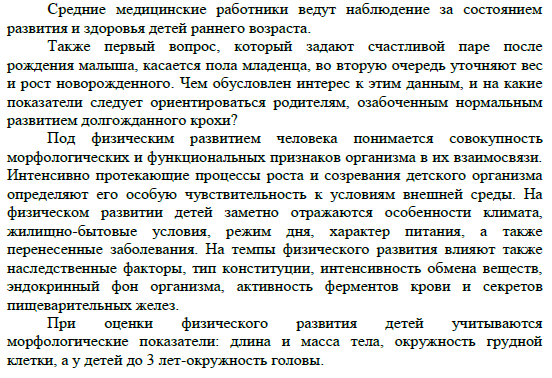 Средние медицинские работники ведут наблюдение за состоянием
развития и здоровья детей раннего возраста.
Также первый вопрос, который задают счастливой паре после
рождения малыша, касается пола младенца, во вторую очередь уточняют вес
и рост новорожденного. Чем обусловлен интерес к этим данным, и на какие
показатели следует ориентироваться родителям, озабоченным нормальным
развитием долгожданного крохи?
Под физическим развитием человека понимается совокупность
морфологических и функциональных признаков организма в их взаимосвязи.
Интенсивно протекающие процессы роста и созревания детского организма
определяют его особую чувствительность к условиям внешней среды. На
физическом развитии детей заметно отражаются особенности климата,
жилищно-бытовые условия, режим дня, характер питания, а также
перенесенные заболевания. На темпы физического развития влияют также
наследственные факторы, тип конституции, интенсивность обмена веществ,
эндокринный фон организма, активность ферментов крови и секретов
пищеварительных желез.
При оценки физического развития детей учитываются
морфологические показатели: длина и масса тела, окружность грудной
клетки, а у детей до 3 лет-окружность головы.